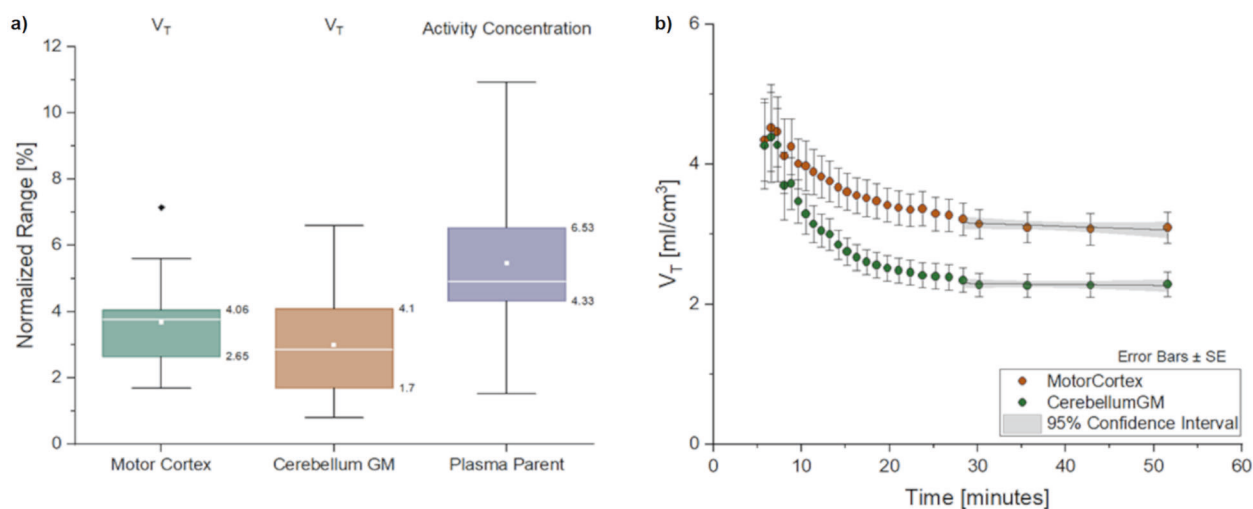 a)
V_T V_T Activity Concentration
Normalized Range [%]
12
10
8
6
4
2
0
4.06
2.65
4.1
1.7
6.53
4.33
Motor Cortex Cerebellum GM Plasma Parent
b)
V_T [ml/cm³]
6
4
2
0
Error Bars ± SE
MotorCortex
CerebellumGM
95% Confidence Interval
0 10 20 30 40 50 60
Time [minutes]